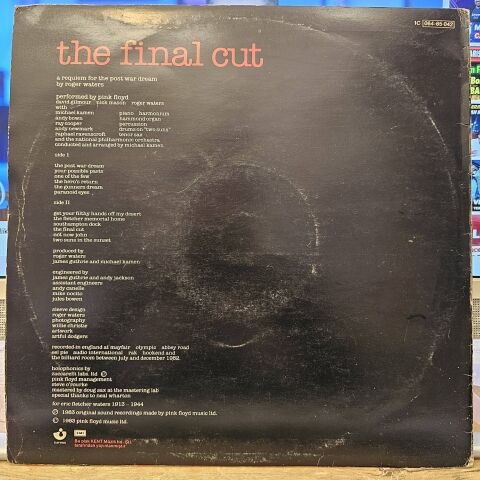 1C 064-65 042
the final cut
a requiem for the post war dream
by roger waters
performed by pink floyd
david gilmour nick mason roger waters
with
michael kamen piano harmonium
andy bown hammond organ
ray cooper percussion
andy newmark drums on "two suns"
raphael ravenscroft tenor sax
and the national philharmonic orchestra
conducted and arranged by michael kamen
side I
the post war dream
your possible pasts
one of the few
the hero's return
the gunners dream
paranoid eyes
side II
get your filthy hands off my desert
the fletcher memorial home
southampton dock
the final cut
not now john
two suns in the sunset
produced by
roger waters
james guthrie and michael kamen
engineered by
james guthrie and andy jackson
assistant engineers
andy canelle
mike nocito
jules bowen
sleeve design
roger waters
photography
willie christie
artwork
artful dodgers
recorded in england at mayfair olympic abbey road
eel pie audio international rak hookend and
the billiard room between july and december 1982.
holophonics by
zuccarelli labs. ltd
pink floyd management
steve o'rourke
mastered by doug sax at the mastering lab
special thanks to neal wharton
for eric fletcher waters 1913 - 1944
℗ 1983 original sound recordings made by pink floyd music ltd.
© 1983 pink floyd music ltd.
EMI
Bu plak KENT Müzik ltd. şti.
tarafından yapılmıştır